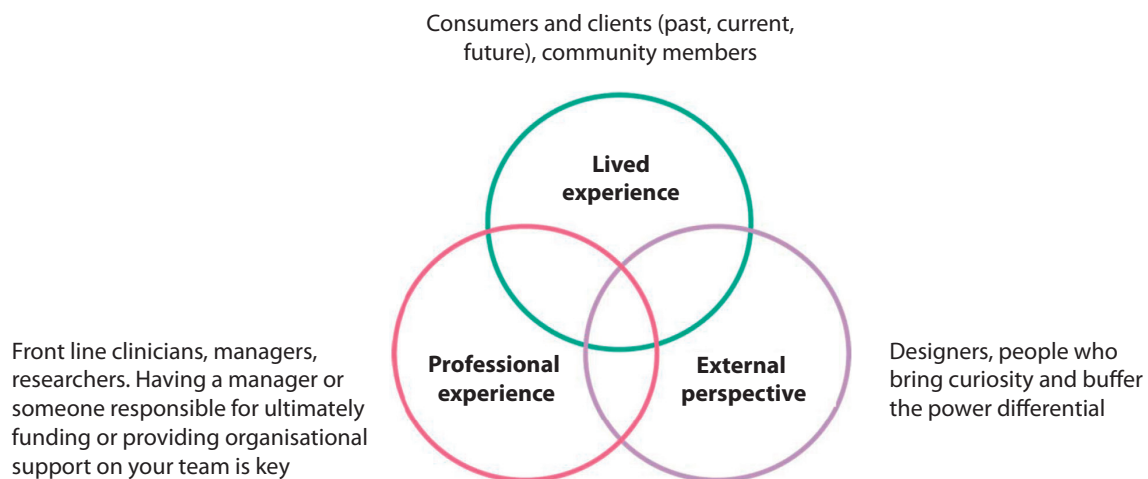 Consumers and clients (past, current,
future), community members
Lived
experience
Front line clinicians, managers,
researchers. Having a manager or
someone responsible for ultimately
funding or providing organisational
support on your team is key
Professional
experience
External
perspective
Designers, people who
bring curiosity and buffer
the power differential